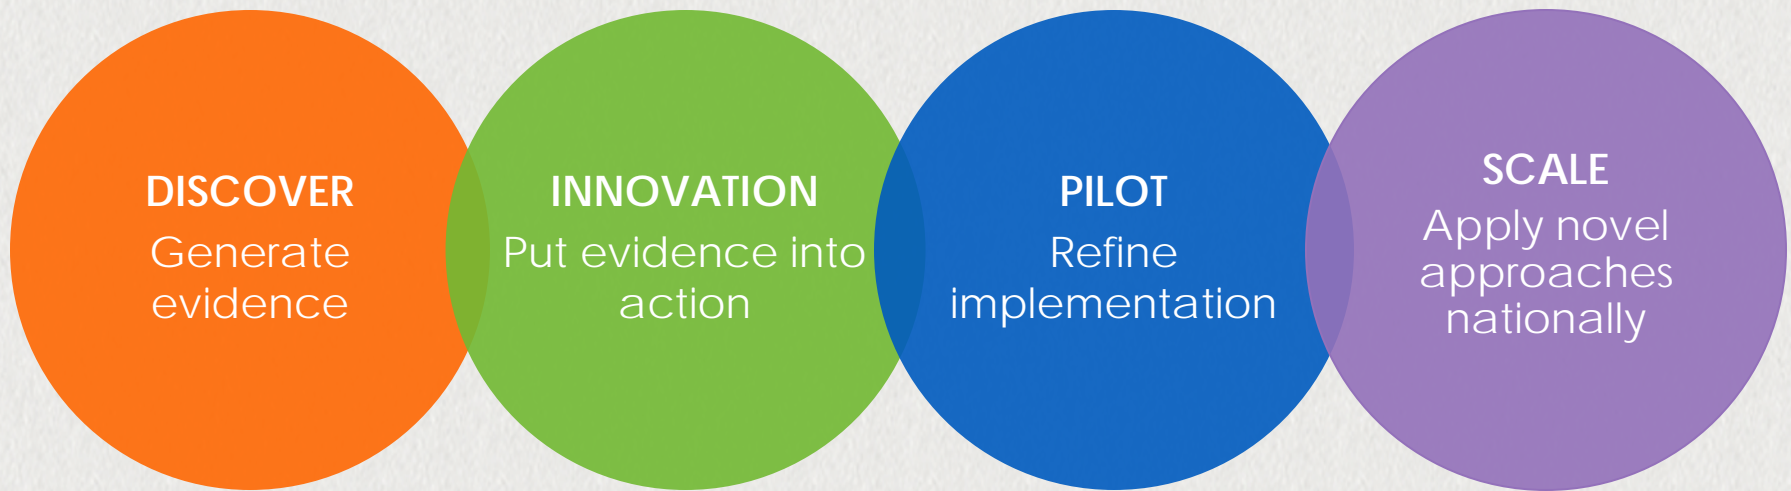 DISCOVER
Generate
evidence
INNOVATION
Put evidence into
action
PILOT
Refine
implementation
SCALE
Apply novel
approaches
nationally